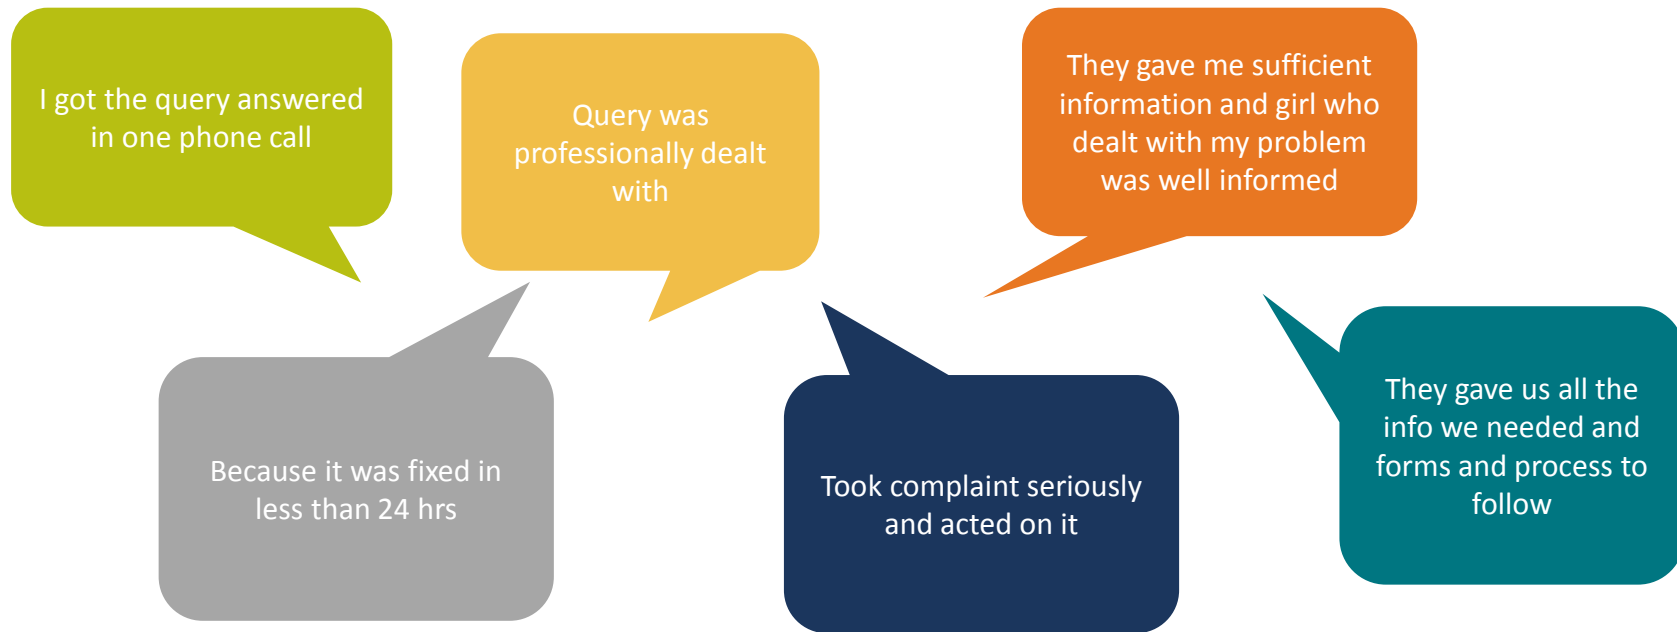 I got the query answered
in one phone call
Query was
professionally dealt
with
They gave me sufficient
information and girl who
dealt with my problem
was well informed
Because it was fixed in
less than 24 hrs
Took complaint seriously
and acted on it
They gave us all the
info we needed and
forms and process to
follow